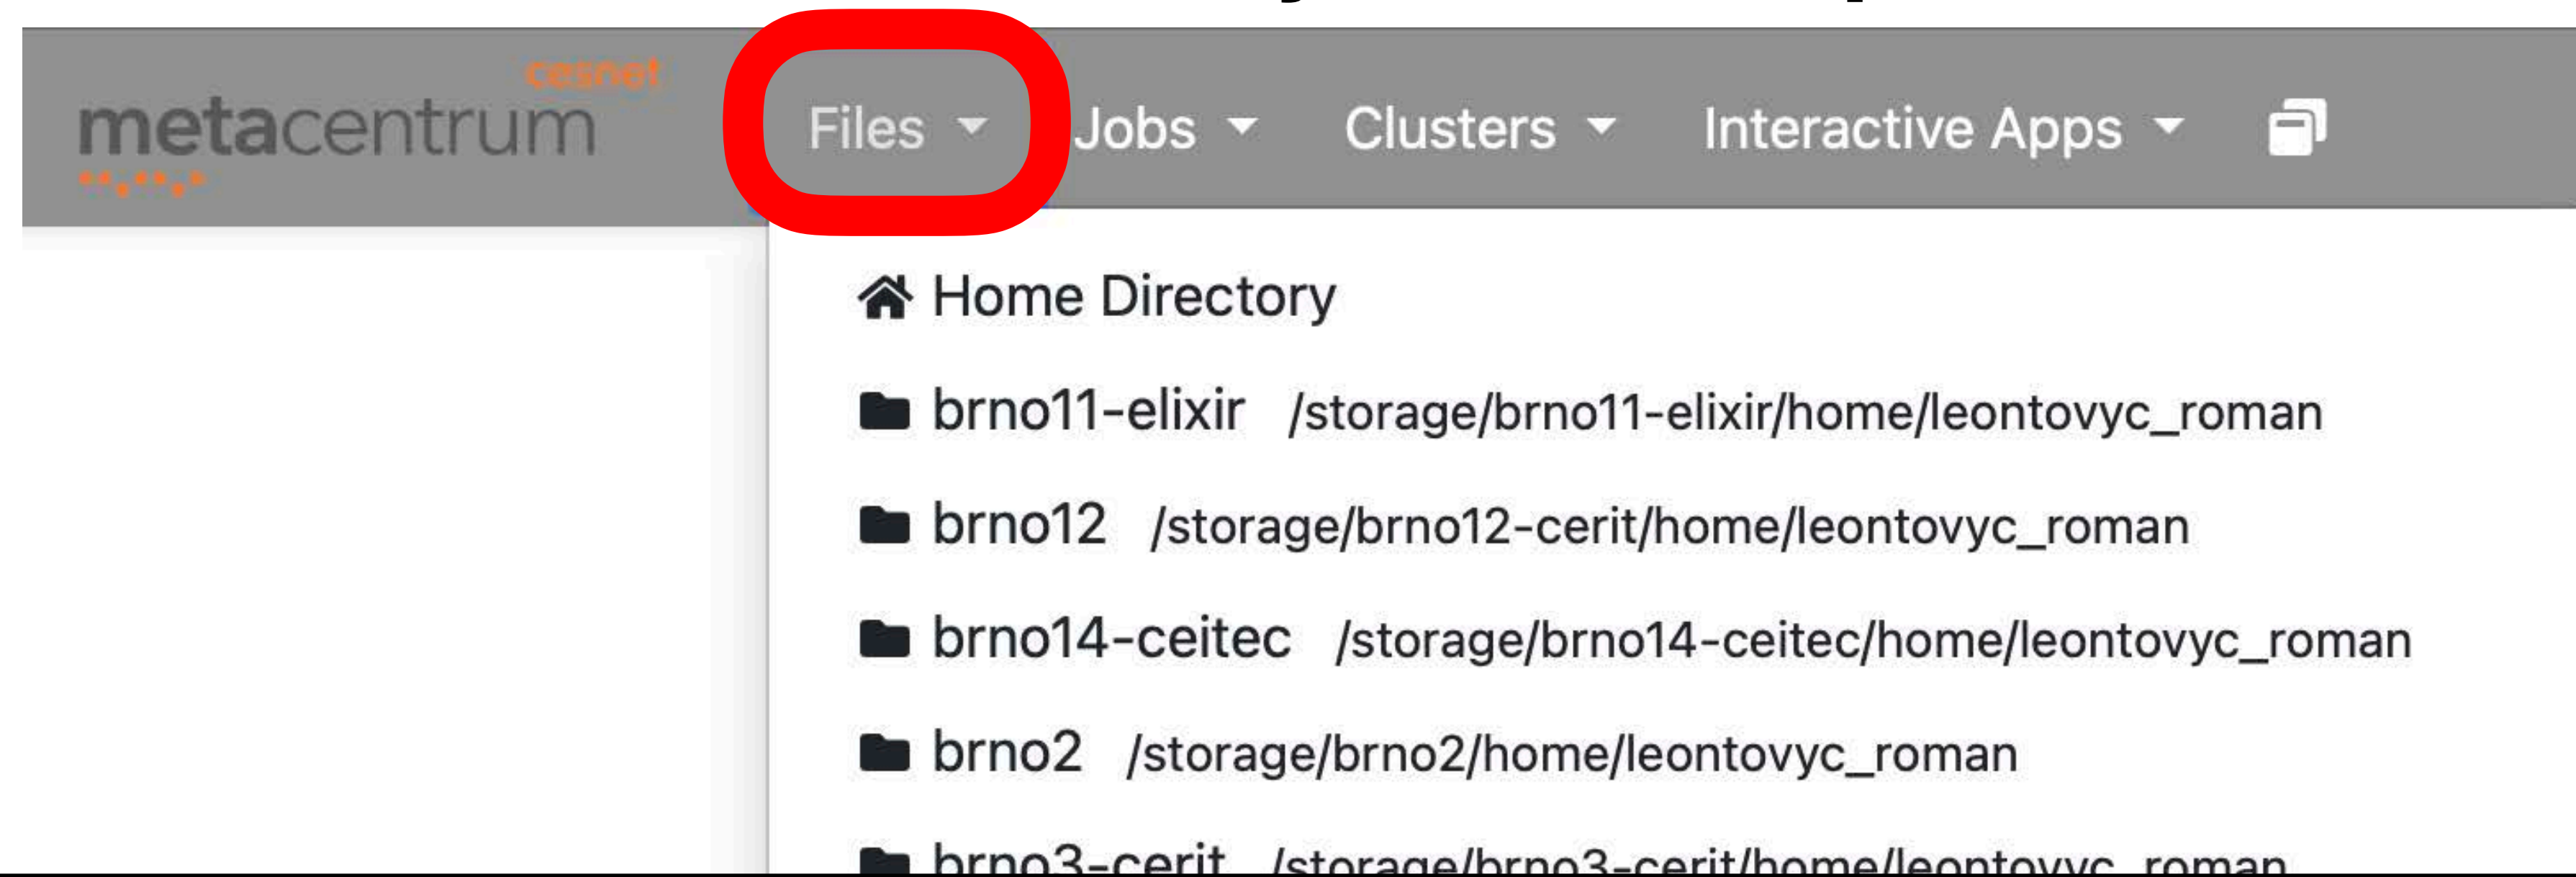 cesnet
metacentrum
Files Jobs Clusters Interactive Apps
Home Directory
brno11-elixir /storage/brno11-elixir/home/leontovyc_roman
brno12 /storage/brno12-cerit/home/leontovyc_roman
brno14-ceitec /storage/brno14-ceitec/home/leontovyc_roman
brno2 /storage/brno2/home/leontovyc_roman
brno3-cerit /storage/brno3-cerit/home/leontovyc_roman